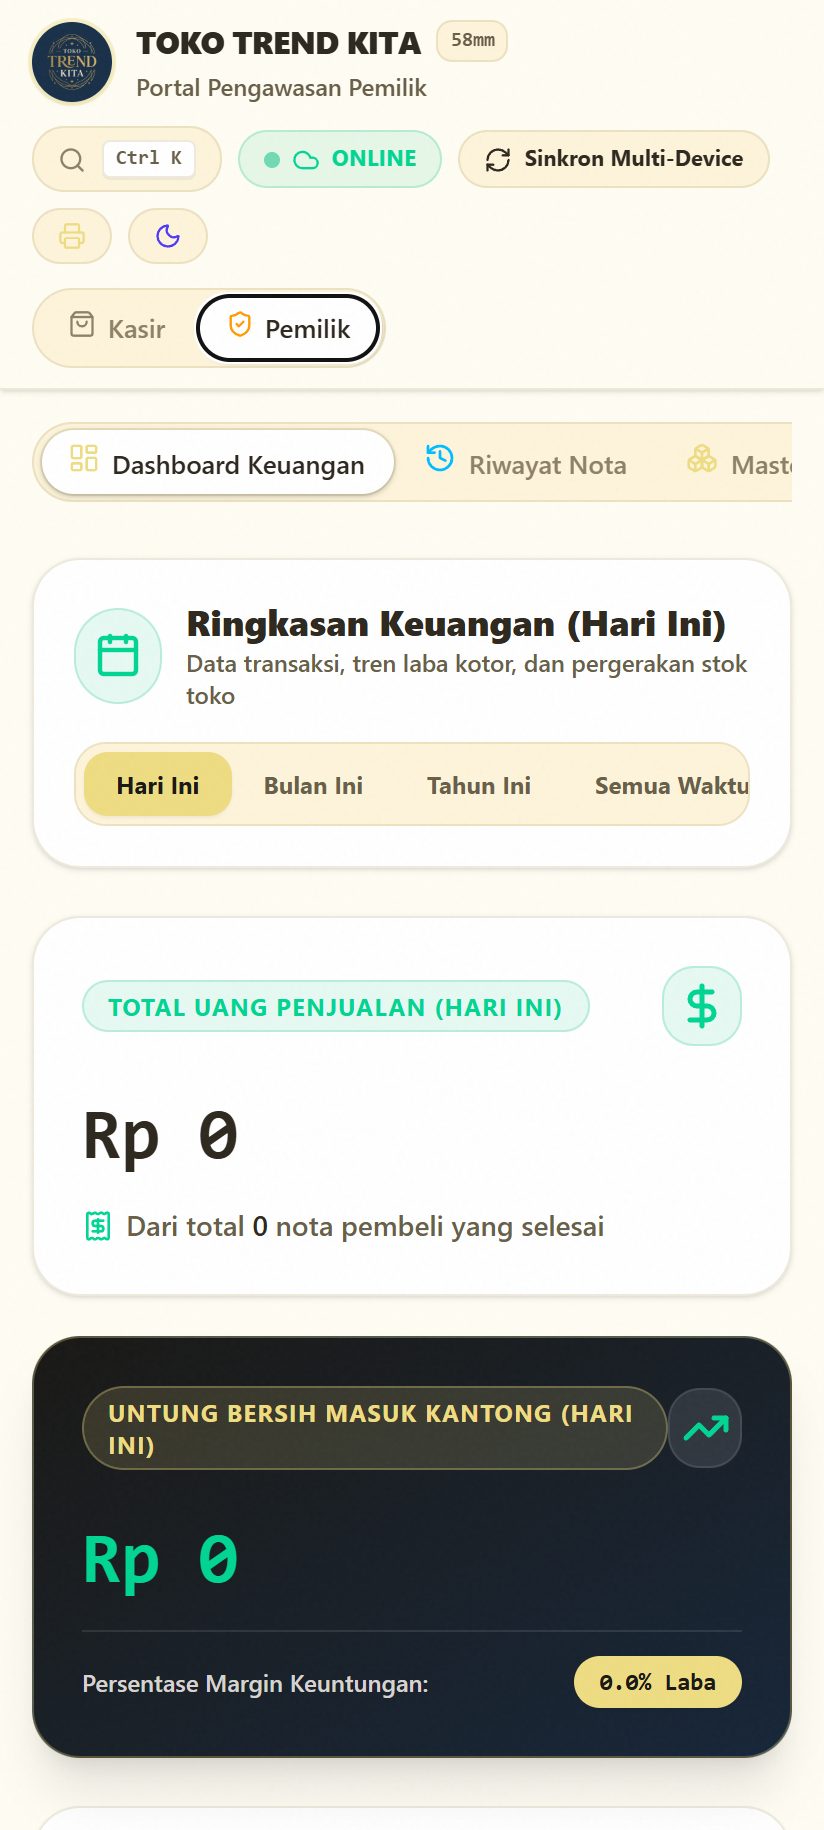 TOKO
TREND
KITA
TOKO TREND KITA
58mm
Portal Pengawasan Pemilik
Ctrl K
ONLINE
Sinkron Multi-Device
Kasir
Pemilik
Dashboard Keuangan
Riwayat Nota
Mast
Ringkasan Keuangan (Hari Ini)
Data transaksi, tren laba kotor, dan pergerakan stok
toko
Hari Ini
Bulan Ini
Tahun Ini
Semua Waktu
TOTAL UANG PENJUALAN (HARI INI)
Rp 0
Dari total 0 nota pembeli yang selesai
UNTUNG BERSIH MASUK KANTONG (HARI
INI)
Rp 0
Persentase Margin Keuntungan:
0.0% Laba